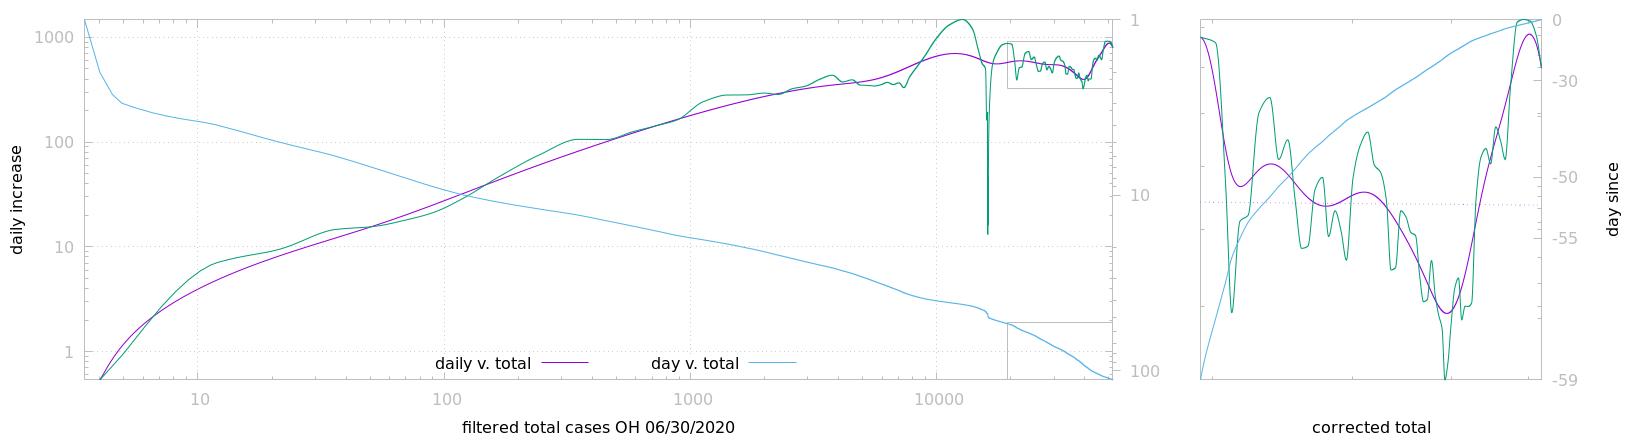 1000
100
10
1
daily increase
10
100
1000
10000
filtered total cases OH 06/30/2020
daily v. total
day v. total
1
10
100
0
-30
-50
-55
-59
day since
corrected total